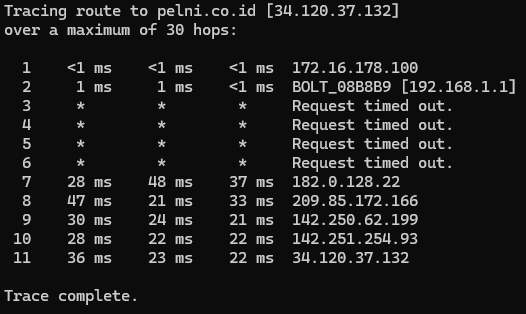 Tracing route to pelni.co.id [34.120.37.132]
over a maximum of 30 hops:
1 <1 ms <1 ms <1 ms 172.16.178.100
2 1 ms 1 ms <1 ms BOLT_08B8B9 [192.168.1.1]
3 * * * Request timed out.
4 * * * Request timed out.
5 * * * Request timed out.
6 * * * Request timed out.
7 28 ms 48 ms 37 ms 182.0.128.22
8 47 ms 21 ms 33 ms 209.85.172.166
9 30 ms 24 ms 21 ms 142.250.62.199
10 28 ms 22 ms 22 ms 142.251.254.93
11 36 ms 23 ms 22 ms 34.120.37.132
Trace complete.